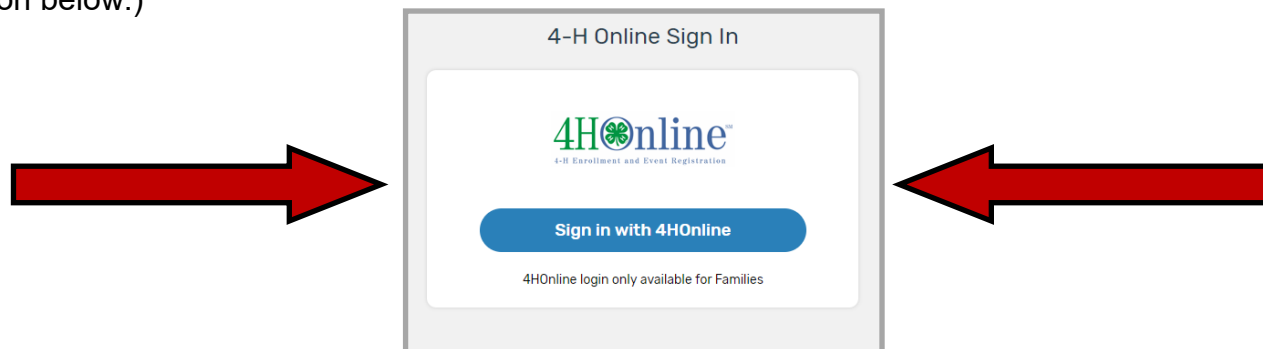 on below.)
4-H Online Sign In
4HOnline
4-H Enrollment and Event Registration
Sign in with 4HOnline
4HOnline login only available for Families